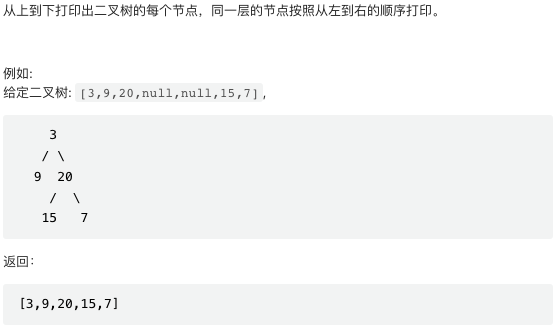 从上到下打印出二叉树的每个节点，同一层的节点按照从左到右的顺序打印。
例如:
给定二叉树: [3,9,20,null,null,15,7],
    3
   / \
  9  20
    /  \
   15   7
返回：
[3,9,20,15,7]